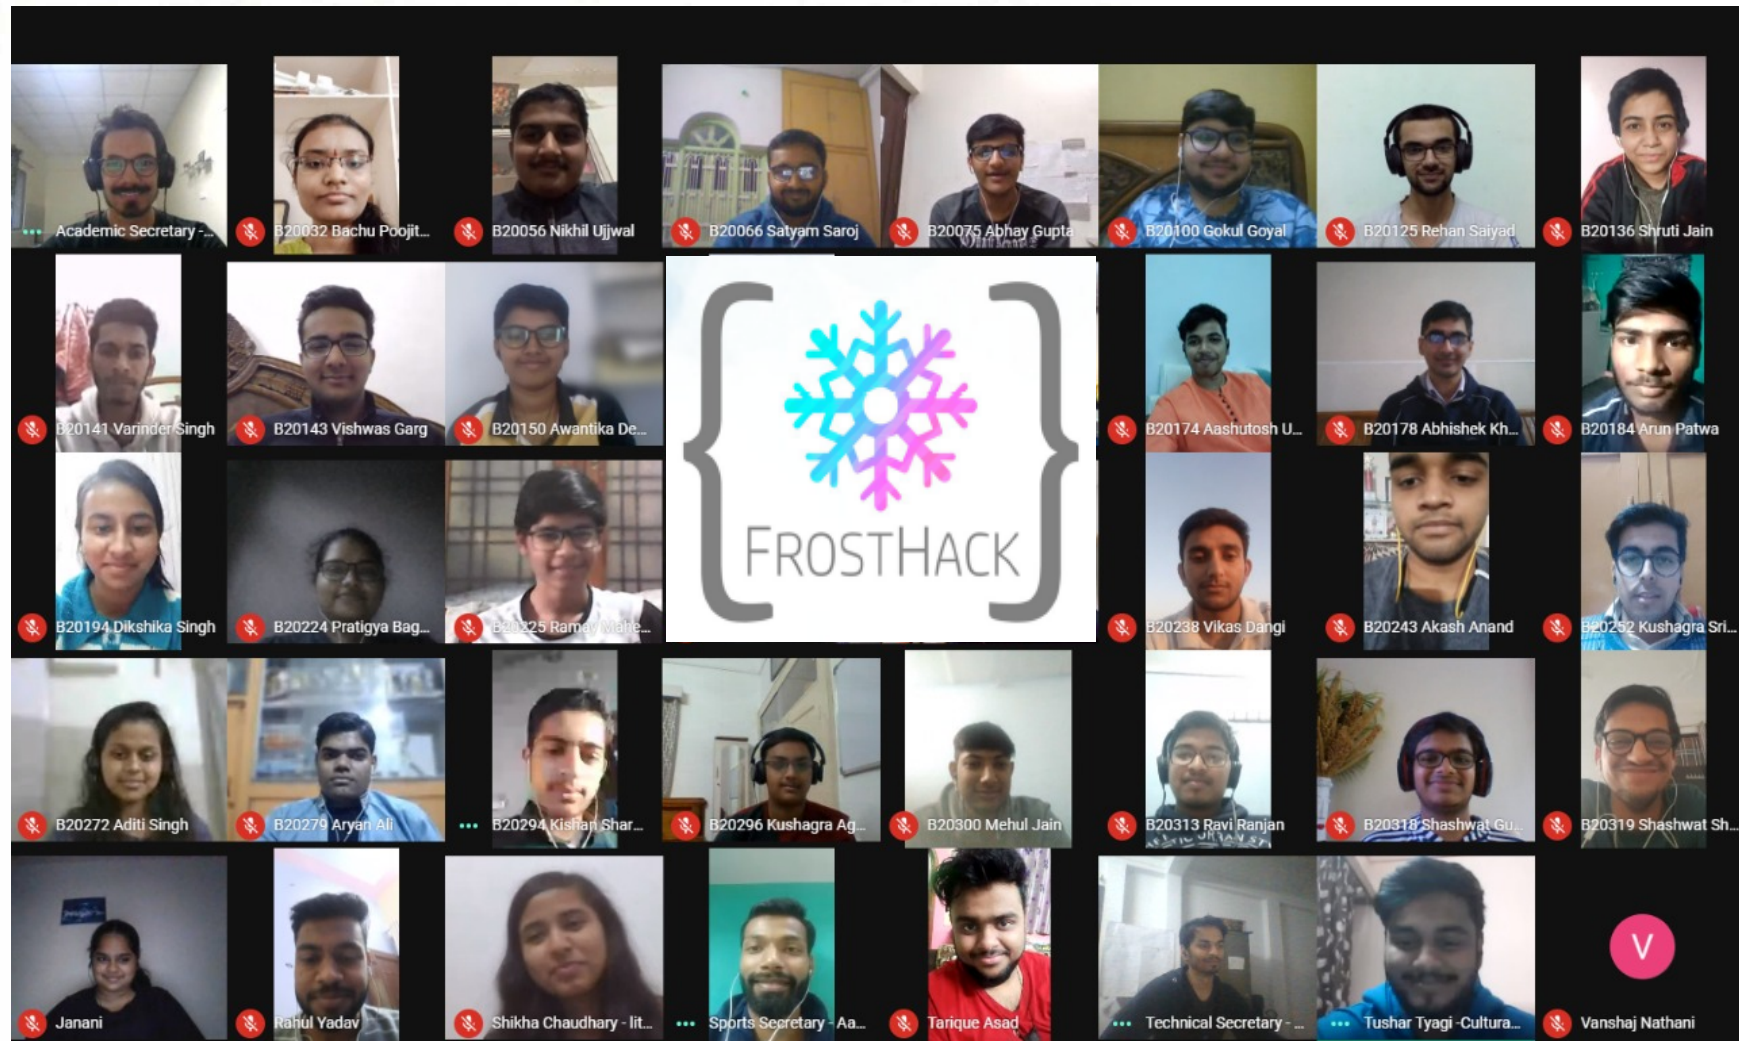 Academic Secretary -...
B20032 Bachu Poojit...
B20056 Nikhil Ujjwal
B20066 Satyam Saroj
B20075 Abhay Gupta
B20100 Gokul Goyal
B20125 Rehan Saiyad
B20136 Shruti Jain
B20141 Varinder Singh
B20143 Vishwas Garg
B20150 Awantika De...
B20174 Aashutosh U...
B20178 Abhishek Kh...
B20184 Arun Patwa
FROSTHACK
B20194 Dikshika Singh
B20224 Pratigya Bag...
B20225 Rama
B20238 Vikas Dangi
B20243 Akash Anand
B20252 Kushagra Sri...
B20272 Aditi Singh
B20279 Aryan Ali
B20294 Kishan Shar...
B20296 Kushagra Ag...
B20300 Mehul Jain
B20313 Ravi Ranjan
B20318 Shashwat Gu...
B20319 Shashwat Sh...
Janani
Rahul Yadav
Shikha Chaudhary - lit...
Sports Secretary - Aa...
Tarique Asad
Technical Secretary - ...
Tushar Tyagi -Cultura...
V
Vanshaj Nathani